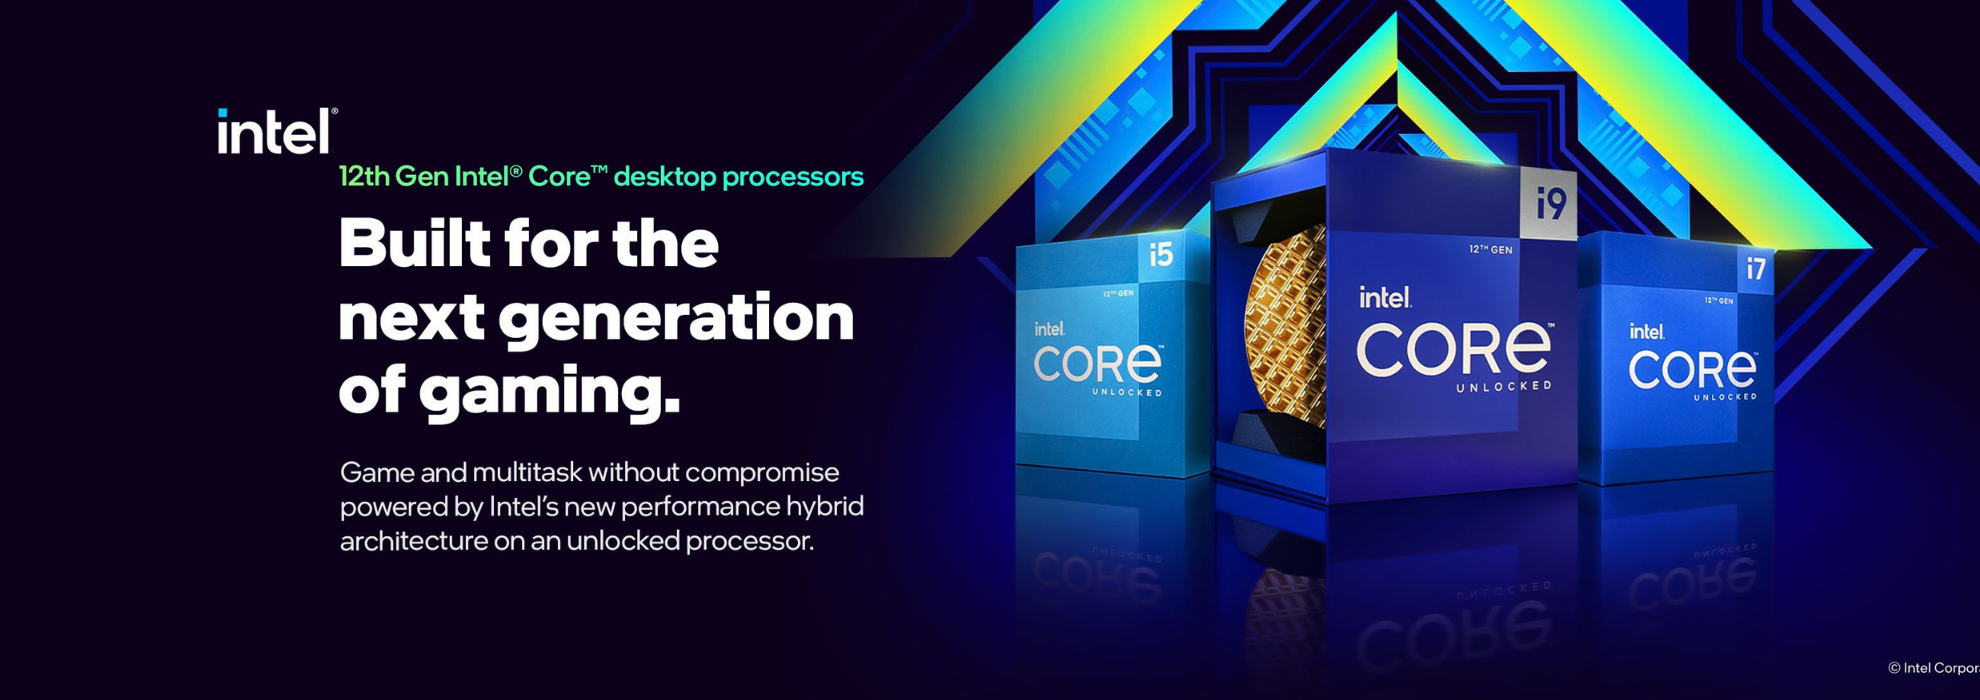 intel®
12th Gen Intel® Core™ desktop processors
Built for the
next generation
of gaming.
Game and multitask without compromise
powered by Intel’s new performance hybrid
architecture on an unlocked processor.
i5
12TH GEN
intel.
CORe™
UNLOCKED
i9
12TH GEN
intel.
CORe™
UNLOCKED
i7
12TH GEN
intel.
CORe™
UNLOCKED
© Intel Corpor